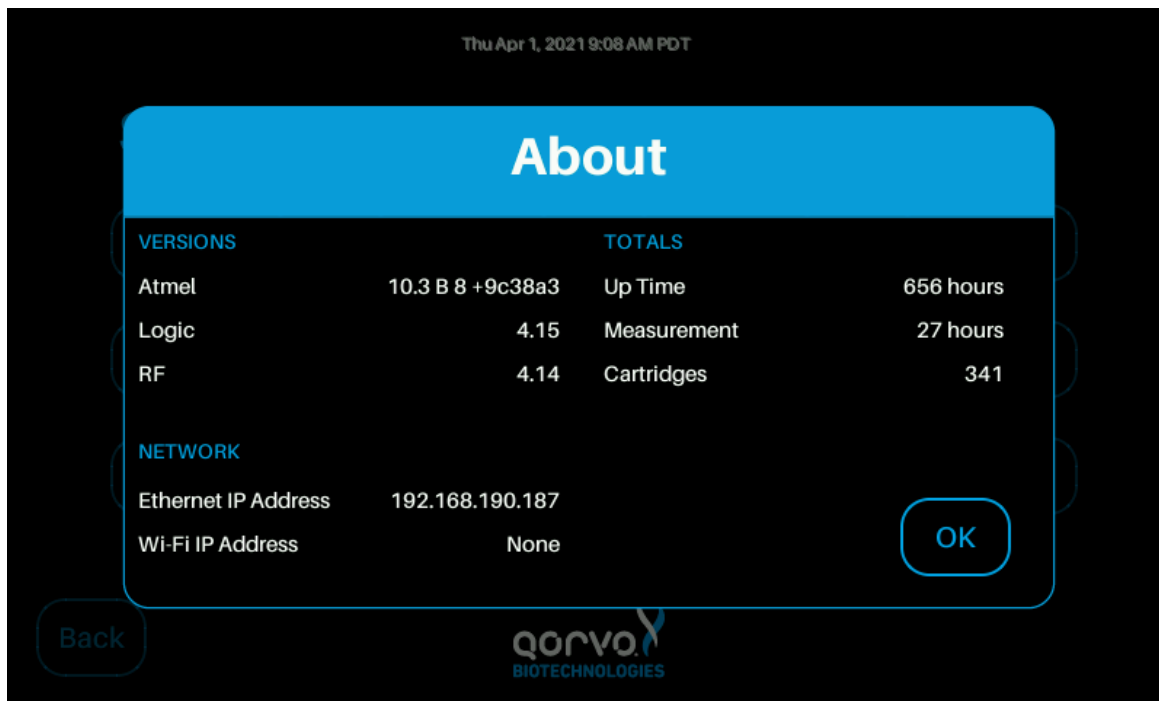 Thu Apr 1, 2021 9:08 AM PDT
About
VERSIONS
Atmel 10.3 B 8 +9c38a3
Logic 4.15
RF 4.14
TOTALS
Up Time 656 hours
Measurement 27 hours
Cartridges 341
NETWORK
Ethernet IP Address 192.168.190.187
Wi-Fi IP Address None
OK
Back
QORVO
BIOTECHNOLOGIES